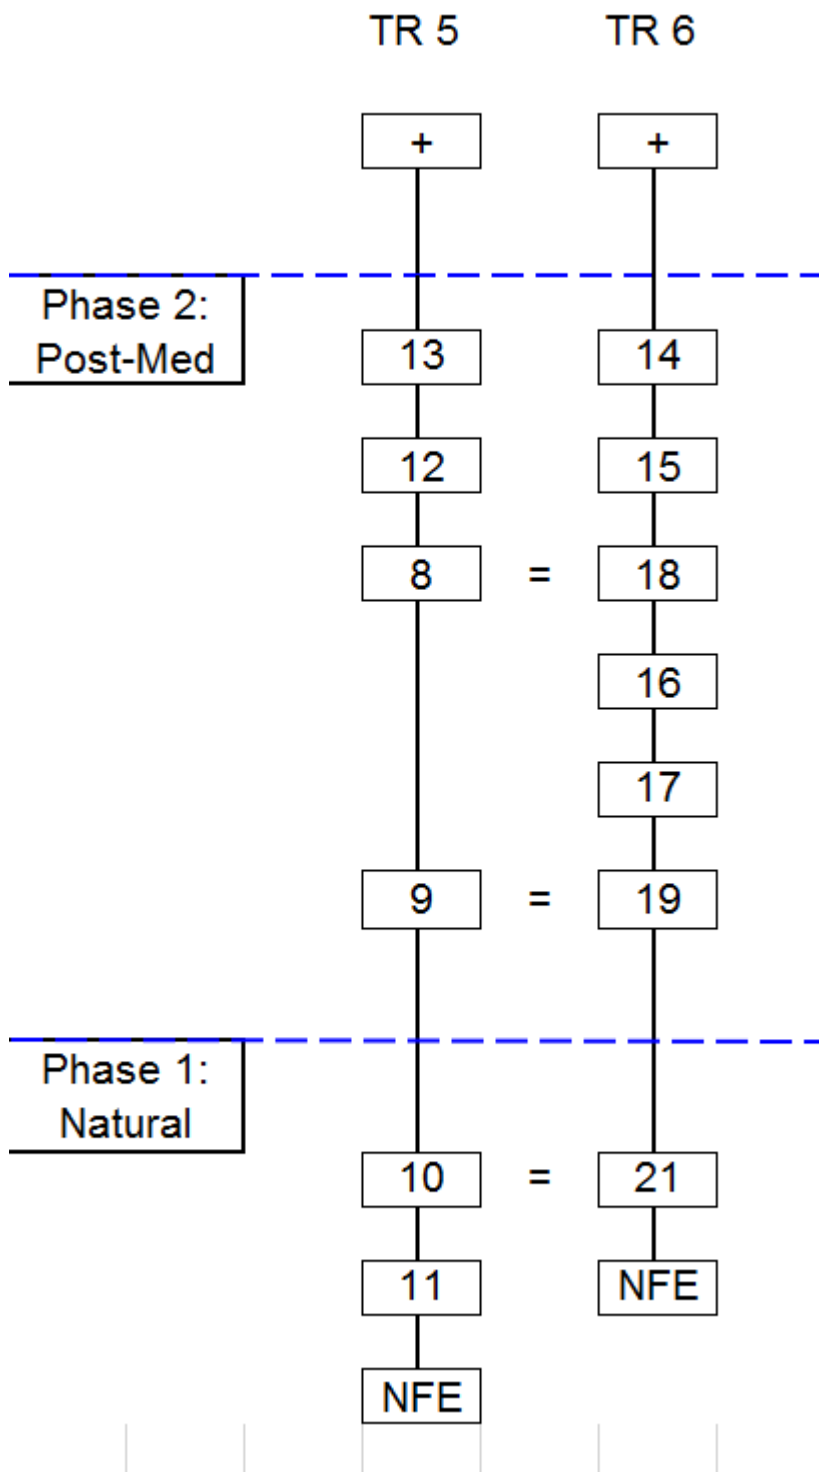 TR 5 TR 6
+ +
Phase 2:
Post-Med
13 14
12 15
8 = 18
16
17
9 = 19
Phase 1:
Natural
10 = 21
11 NFE
NFE